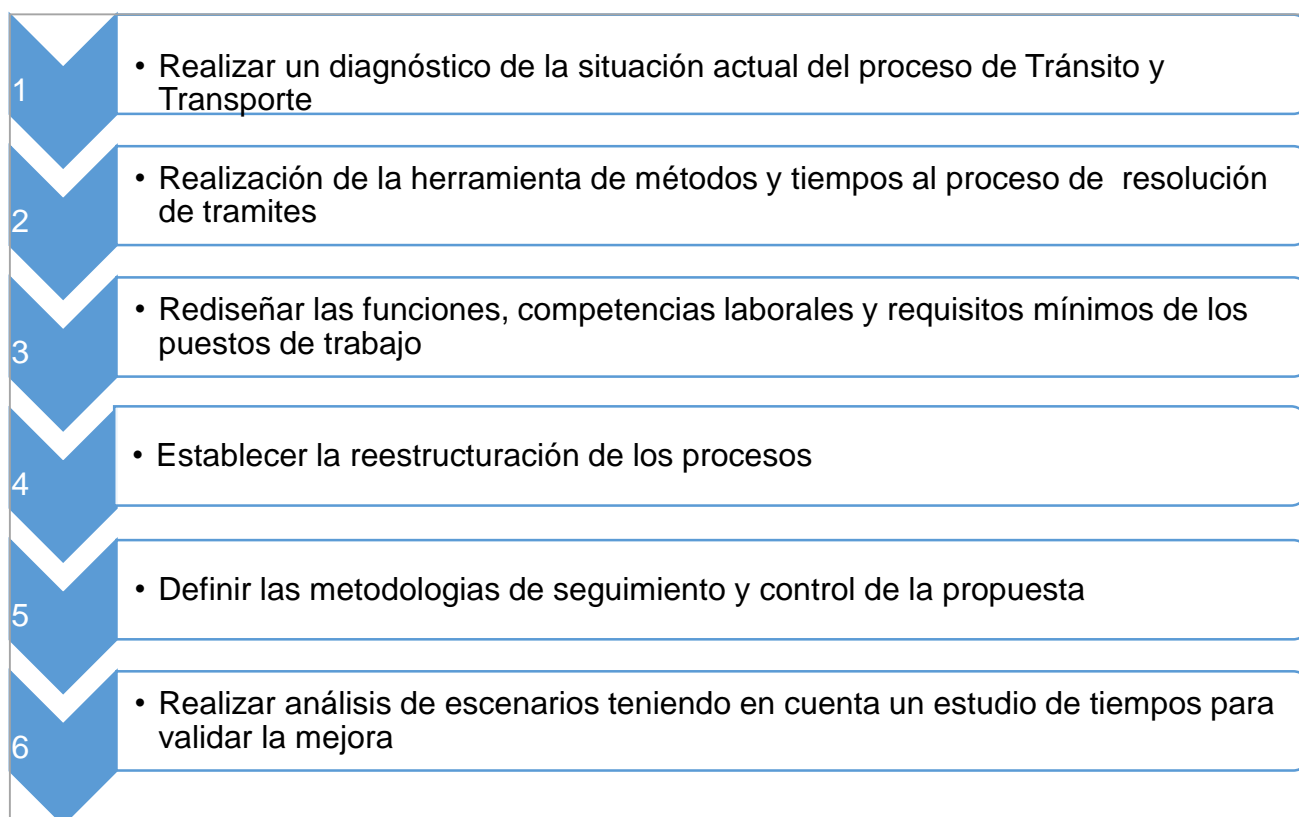 1
• Realizar un diagnóstico de la situación actual del proceso de Tránsito y
Transporte
2
• Realización de la herramienta de métodos y tiempos al proceso de resolución
de tramites
3
• Rediseñar las funciones, competencias laborales y requisitos mínimos de los
puestos de trabajo
4
• Establecer la reestructuración de los procesos
5
• Definir las metodologias de seguimiento y control de la propuesta
6
• Realizar análisis de escenarios teniendo en cuenta un estudio de tiempos para
validar la mejora